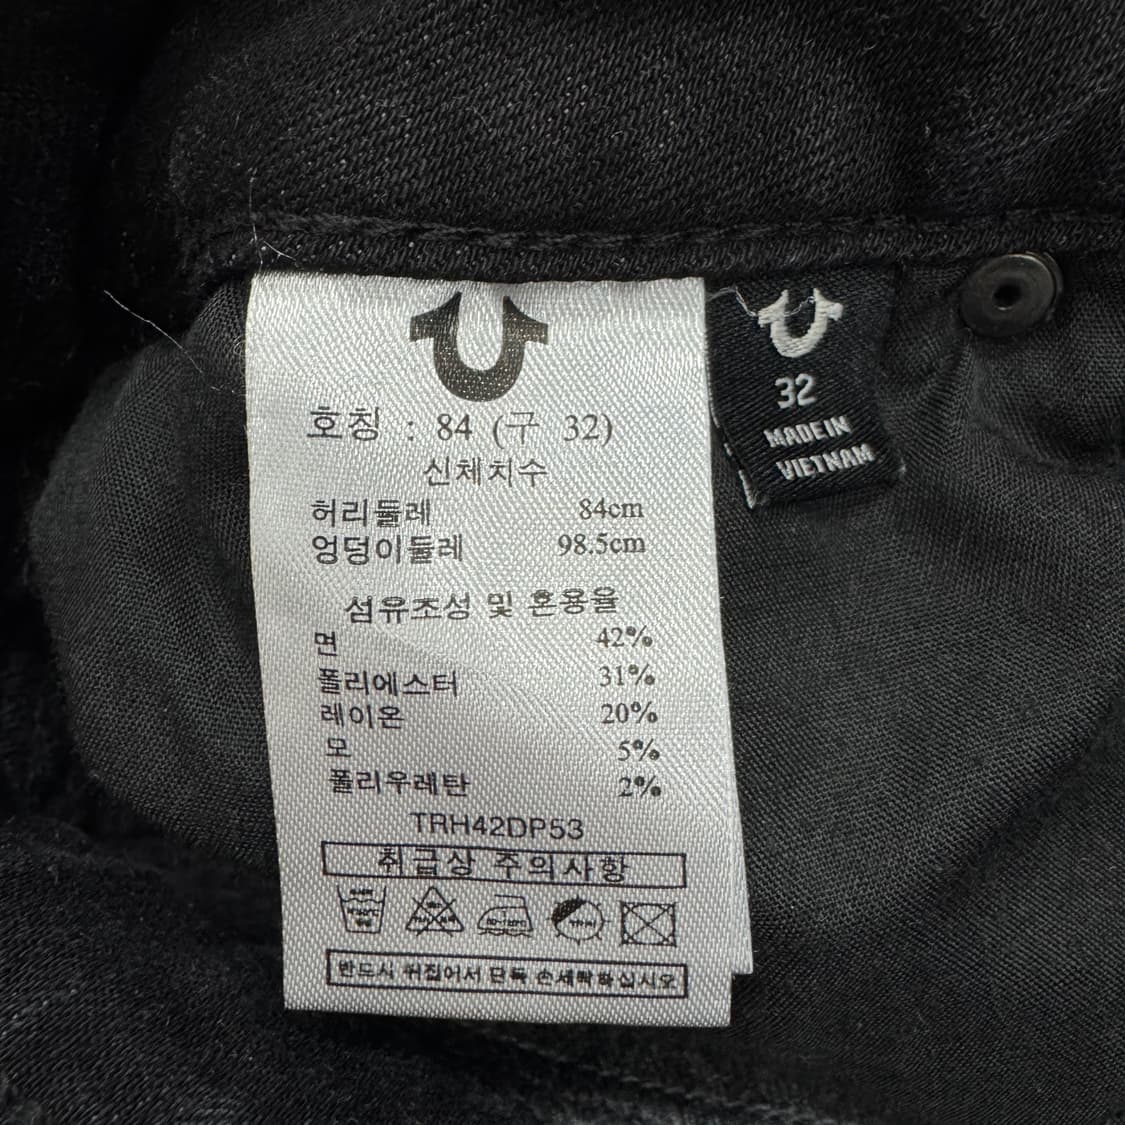 호칭 : 84 (구 32)
신체치수
허리둘레 84cm
엉덩이둘레 98.5cm
섬유조성 및 혼용율
면 42%
폴리에스터 31%
레이온 20%
모 5%
폴리우레탄 2%
TRH42DP53
취급상 주의사항
80~120℃
반드시 뒤집어서 단독 손세탁하십시오
32
MADE IN
VIETNAM